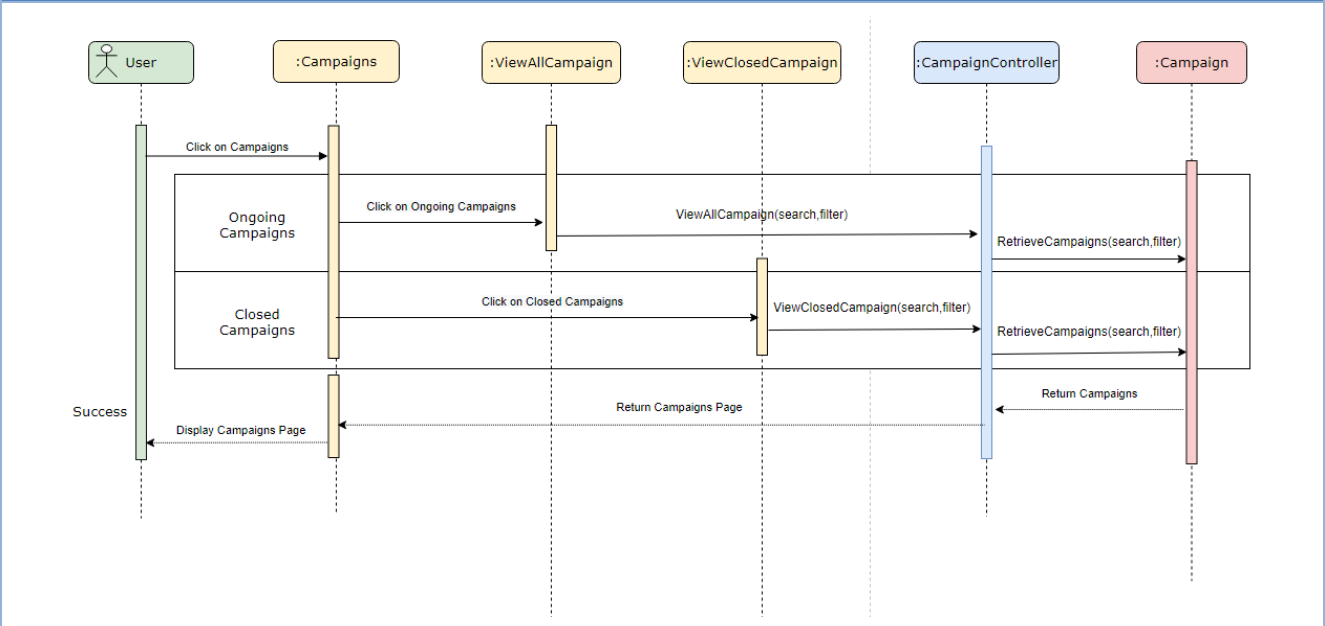 User
:Campaigns
:ViewAllCampaign
:ViewClosedCampaign
:CampaignController
:Campaign
Click on Campaigns
Ongoing
Campaigns
Click on Ongoing Campaigns
ViewAllCampaign(search,filter)
RetrieveCampaigns(search,filter)
Closed
Campaigns
Click on Closed Campaigns
ViewClosedCampaign(search,filter)
RetrieveCampaigns(search,filter)
Return Campaigns
Return Campaigns Page
Success
Display Campaigns Page